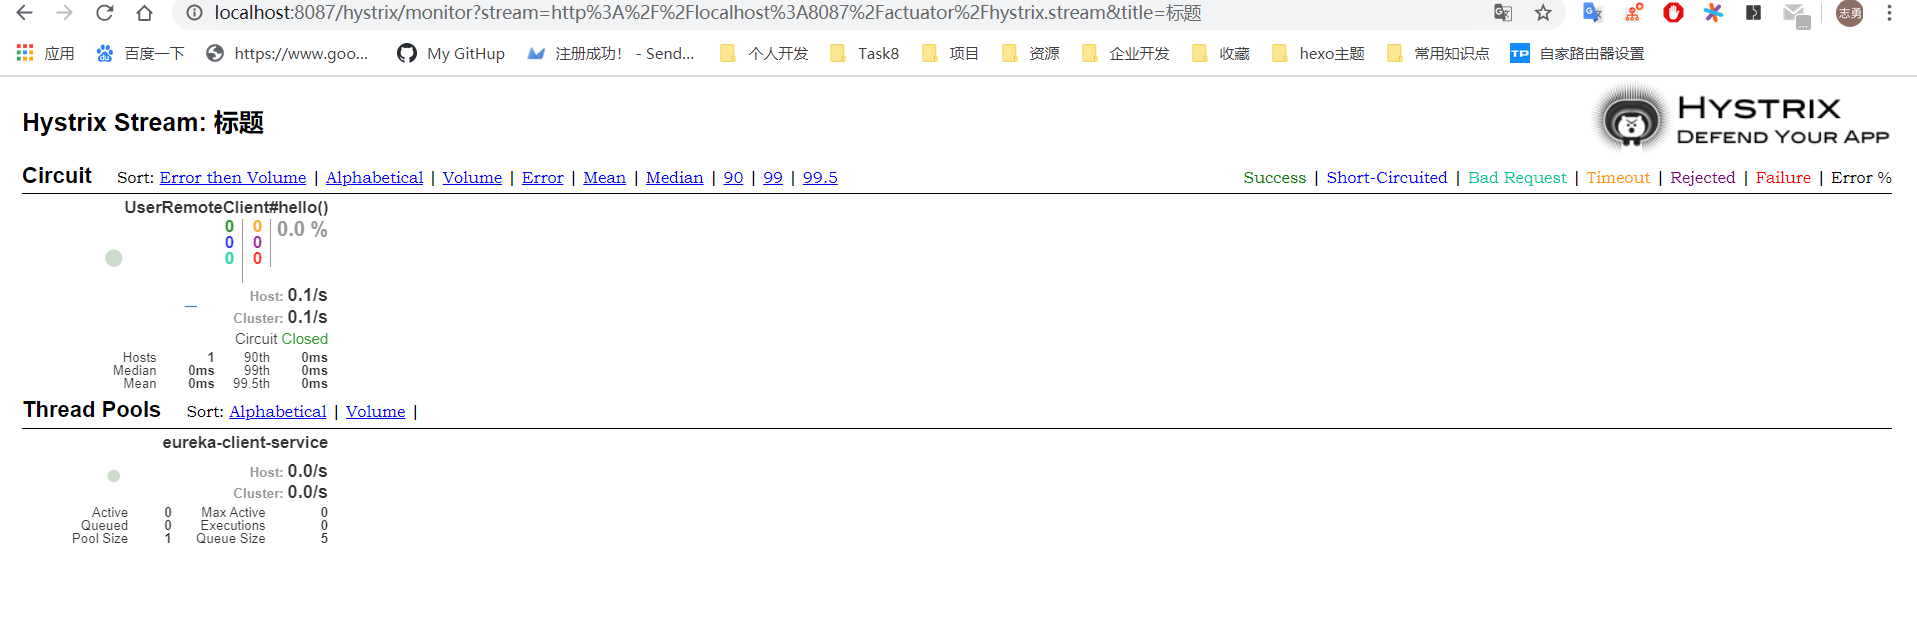 localhost:8087/hystrix/monitor?stream=http%3A%2F%2Flocalhost%3A8087%2Factuator%2Fhystrix.stream&title=标题
志勇
应用 百度一下 https://www.goo... My GitHup 注册成功! - Send... 个人开发 Task8 项目 资源 企业开发 收藏 hexo主题 常用知识点 TP 自家路由器设置
Hystrix Stream: 标题
HYSTRIX
DEFEND YOUR APP
Circuit Sort: Error then Volume | Alphabetical | Volume | Error | Mean | Median | 90 | 99 | 99.5
Success | Short-Circuited | Bad Request | Timeout | Rejected | Failure | Error %
UserRemoteClient#hello()
0 0 0.0 %
0 0
0 0
Host: 0.1/s
Cluster: 0.1/s
Circuit Closed
Hosts 1 90th 0ms
Median 0ms 99th 0ms
Mean 0ms 99.5th 0ms
Thread Pools Sort: Alphabetical | Volume |
eureka-client-service
Host: 0.0/s
Cluster: 0.0/s
Active 0 Max Active 0
Queued 0 Executions 0
Pool Size 1 Queue Size 5